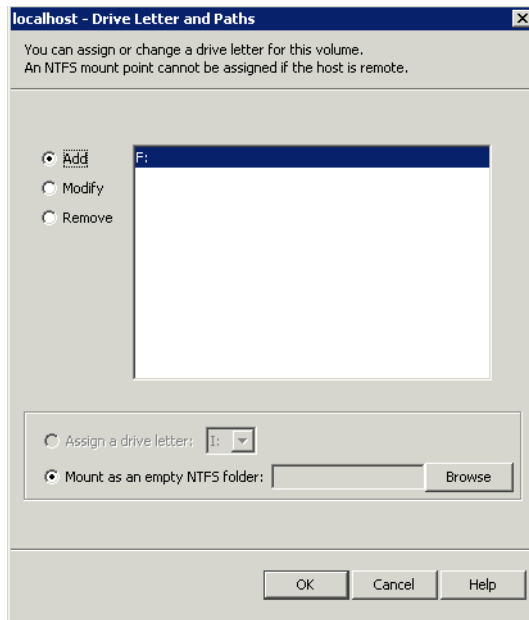 localhost - Drive Letter and Paths
You can assign or change a drive letter for this volume.
An NTFS mount point cannot be assigned if the host is remote.
Add
F:
Modify
Remove
Assign a drive letter: I:
Mount as an empty NTFS folder: Browse
OK Cancel Help